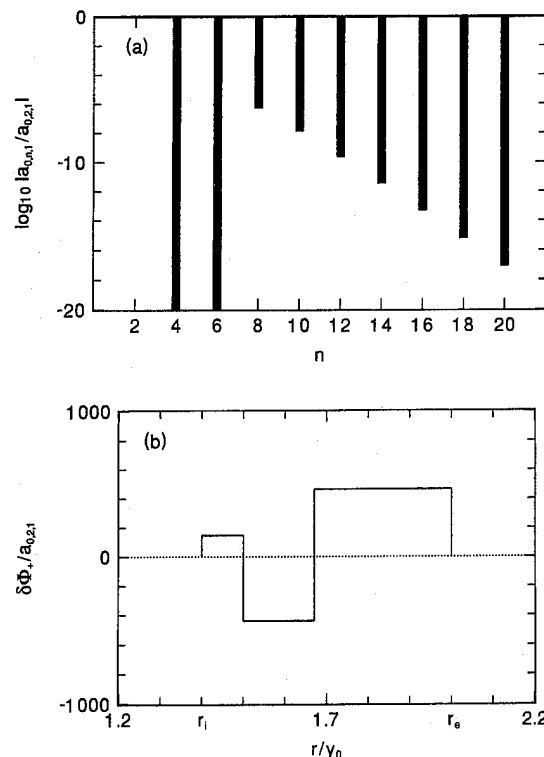 0
(a)
-10
-20
log10 |a0,n,1/a0,2,1|
2 4 6 8 10 12 14 16 18 20
n
1000
(b)
0
-1000
δΦ+/a0,2,1
1.2 ri 1.7 re 2.2
r/y0